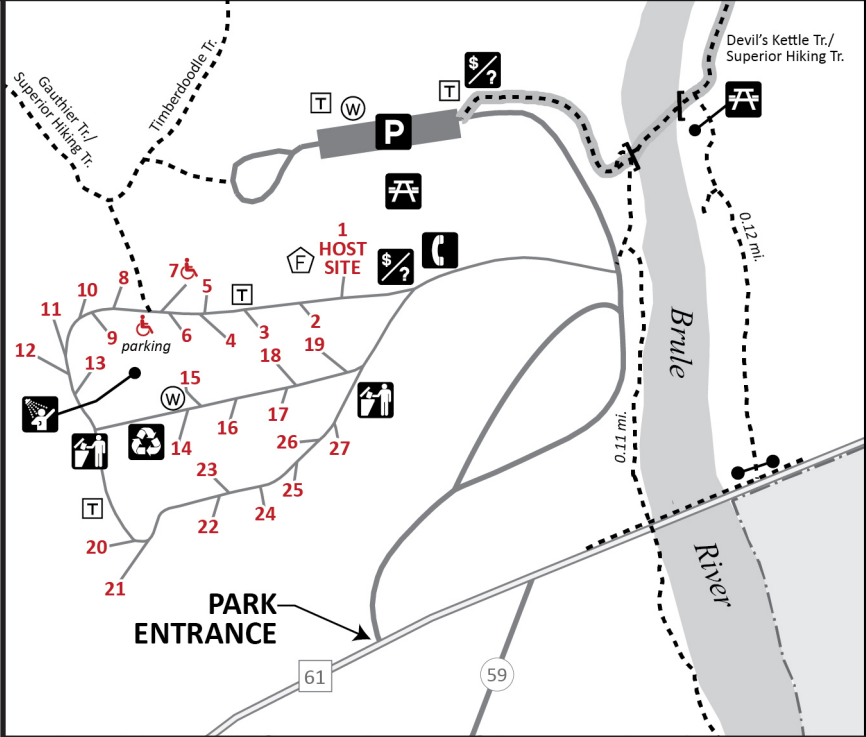 Devil's Kettle Tr./
Superior Hiking Tr.
Timberdoodle Tr.
Gauthier Tr./
Superior Hiking Tr.
$/?
T
W
T
P
0.12 mi.
1
HOST
SITE
F
$/?
7
5
T
8
10
11
9
6
4
3
2
parking
12
13
18
19
15
W
17
16
14
26
27
23
25
22
24
T
20
21
Brule
River
0.11 mi.
PARK
ENTRANCE
61
59